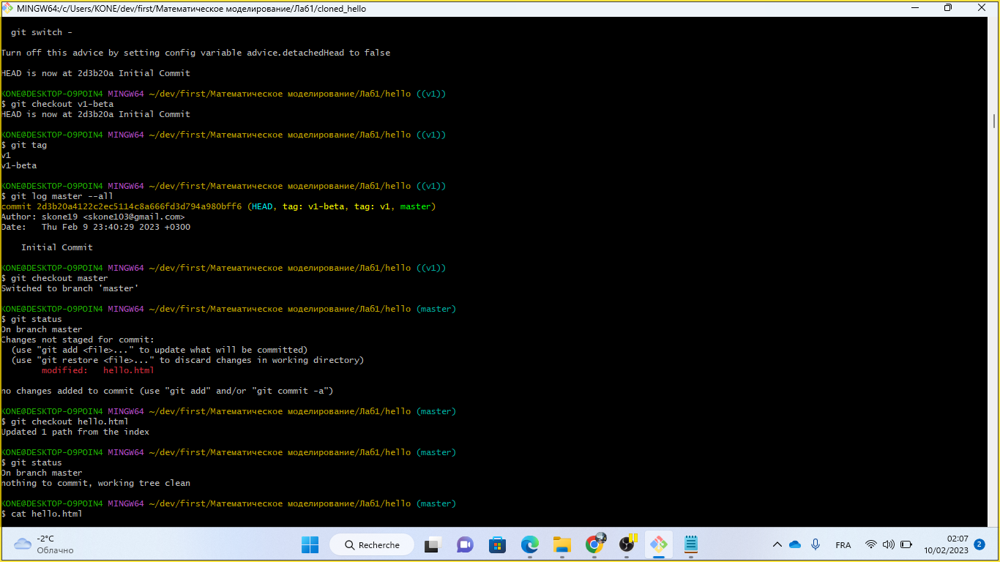 MINGW64:/c/Users/KONE/dev/first/Математическое моделирование/Лаб1/cloned_hello
git switch -
Turn off this advice by setting config variable advice.detachedHead to false
HEAD is now at 2d3b20a Initial Commit
KONE@DESKTOP-O9POIN4 MINGW64 ~/dev/first/Математическое моделирование/Лаб1/hello ((v1))
$ git checkout v1-beta
HEAD is now at 2d3b20a Initial Commit
KONE@DESKTOP-O9POIN4 MINGW64 ~/dev/first/Математическое моделирование/Лаб1/hello ((v1))
$ git tag
v1
v1-beta
KONE@DESKTOP-O9POIN4 MINGW64 ~/dev/first/Математическое моделирование/Лаб1/hello ((v1))
$ git log master --all
commit 2d3b20a4122c2ec5114c8a666fd3d794a980bff6 (HEAD, tag: v1-beta, tag: v1, master)
Author: skone19 <skone103@gmail.com>
Date:   Thu Feb 9 23:40:29 2023 +0300
Initial Commit
KONE@DESKTOP-O9POIN4 MINGW64 ~/dev/first/Математическое моделирование/Лаб1/hello ((v1))
$ git checkout master
Switched to branch 'master'
KONE@DESKTOP-O9POIN4 MINGW64 ~/dev/first/Математическое моделирование/Лаб1/hello (master)
$ git status
On branch master
Changes not staged for commit:
(use "git add <file>..." to update what will be committed)
(use "git restore <file>..." to discard changes in working directory)
modified:   hello.html
no changes added to commit (use "git add" and/or "git commit -a")
KONE@DESKTOP-O9POIN4 MINGW64 ~/dev/first/Математическое моделирование/Лаб1/hello (master)
$ git checkout hello.html
Updated 1 path from the index
KONE@DESKTOP-O9POIN4 MINGW64 ~/dev/first/Математическое моделирование/Лаб1/hello (master)
$ git status
On branch master
nothing to commit, working tree clean
KONE@DESKTOP-O9POIN4 MINGW64 ~/dev/first/Математическое моделирование/Лаб1/hello (master)
$ cat hello.html
-2°C
Облачно
Recherche
FRA
02:07
10/02/2023
2